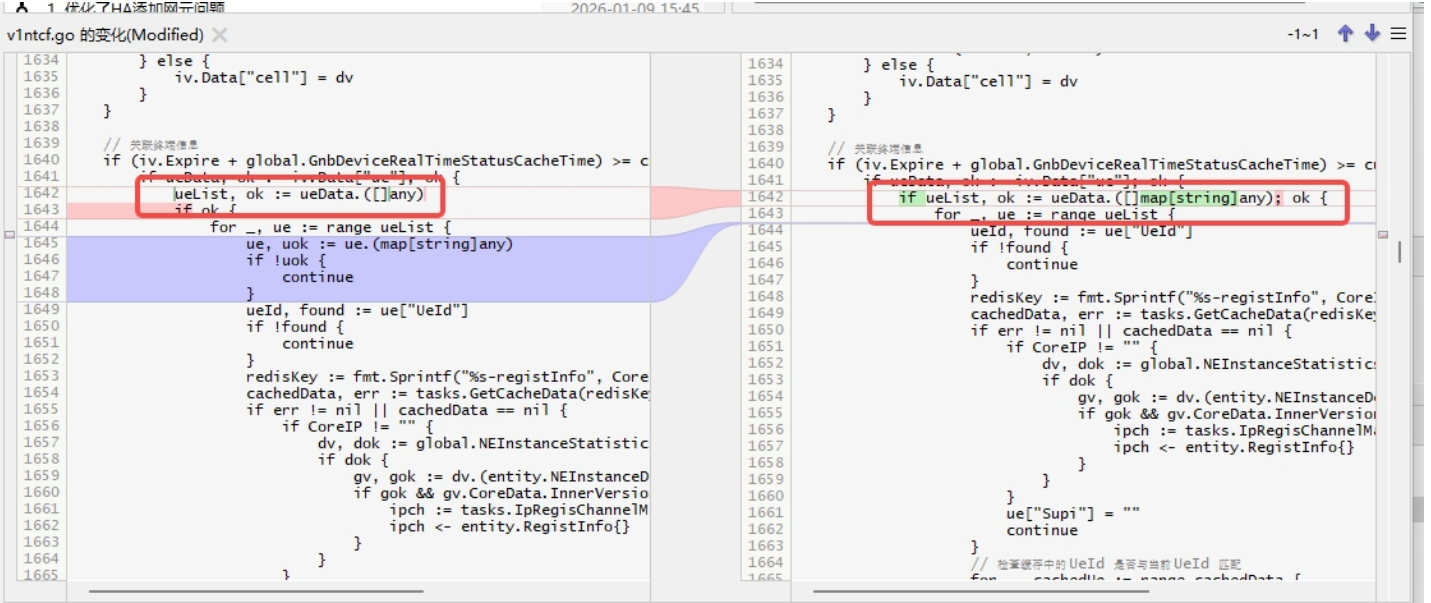 1. 优化了HA添加网元问题
2026-01-09 15:45
v1ntcf.go 的变化(Modified)
-1~1
1634 } else {
1635 iv.Data["cell"] = dv
1636 }
1637 }
1638
1639 // 关联终端信息
1640 if (iv.Expire + global.GnbDeviceRealTimeStatusCacheTime) >= c
1641 if ueData, ok := iv.Data["ue"]; ok {
1642 ueList, ok := ueData.([]any)
1643 if ok {
1644 for _, ue := range ueList {
1645 ue, uok := ue.(map[string]any)
1646 if !uok {
1647 continue
1648 }
1649 ueId, found := ue["UeId"]
1650 if !found {
1651 continue
1652 }
1653 redisKey := fmt.Sprintf("%s-registInfo", Core
1654 cachedData, err := tasks.GetCacheData(redisKey
1655 if err != nil || cachedData == nil {
1656 if CoreIP != "" {
1657 dv, dok := global.NEInstanceStatistic
1658 if dok {
1659 gv, gok := dv.(entity.NEInstanceD
1660 if gok && gv.CoreData.InnerVersio
1661 ipch := tasks.IpRegisChannelM
1662 ipch <- entity.RegistInfo{}
1663 }
1664 }
1665 }
1634 } else {
1635 iv.Data["cell"] = dv
1636 }
1637 }
1638
1639 // 关联终端信息
1640 if (iv.Expire + global.GnbDeviceRealTimeStatusCacheTime) >= cu
1641 if ueData, ok := iv.Data["ue"]; ok {
1642 if ueList, ok := ueData.([]map[string]any); ok {
1643 for _, ue := range ueList {
1644 ueId, found := ue["UeId"]
1645 if !found {
1646 continue
1647 }
1648 redisKey := fmt.Sprintf("%s-registInfo", CoreI
1649 cachedData, err := tasks.GetCacheData(redisKey
1650 if err != nil || cachedData == nil {
1651 if CoreIP != "" {
1652 dv, dok := global.NEInstanceStatistics
1653 if dok {
1654 gv, gok := dv.(entity.NEInstanceDa
1655 if gok && gv.CoreData.InnerVersion
1656 ipch := tasks.IpRegisChannelMa
1657 ipch <- entity.RegistInfo{}
1658 }
1659 }
1660 }
1661 ue["Supi"] = ""
1662 continue
1663 }
1664 // 检查缓存中的 UeId 是否与当前 UeId 匹配
1665 for _, cachedUe := range cachedData {